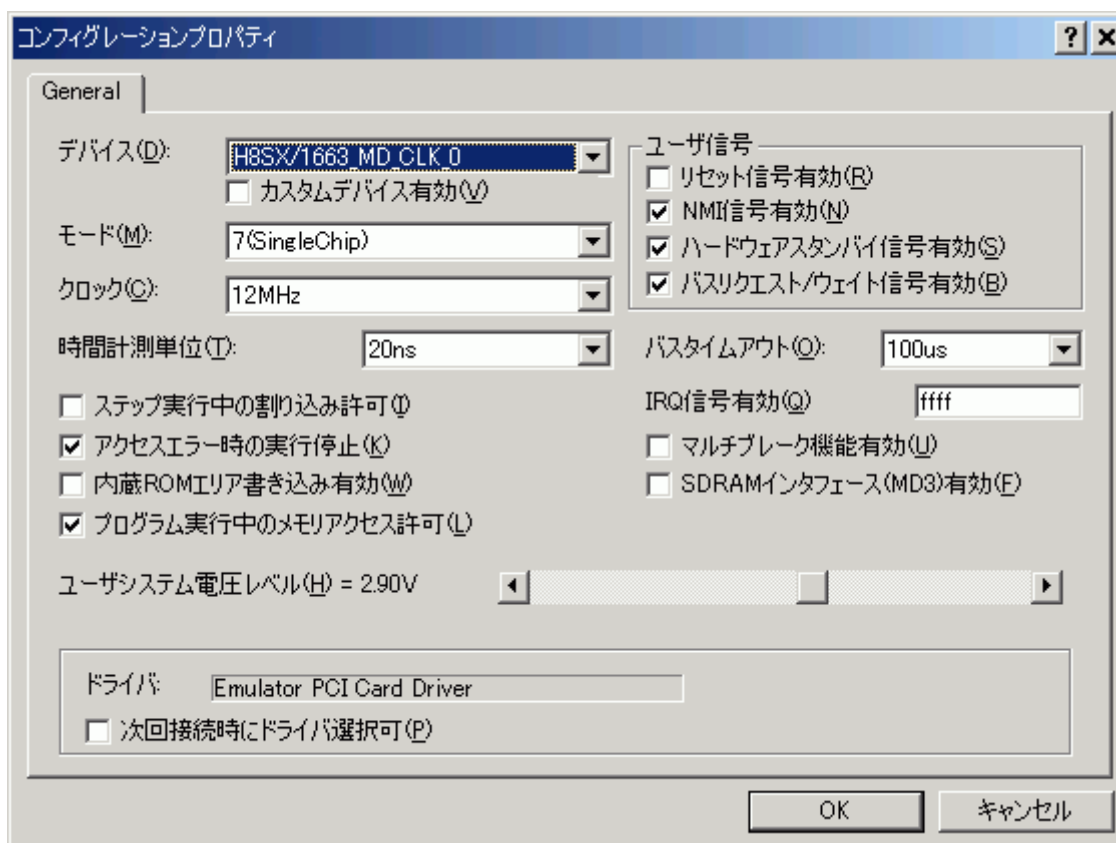 コンフィグレーションプロパティ
General
デバイス(D):
H8SX/1663_MD_CLK_0
カスタムデバイス有効(V)
モード(M):
7(SingleChip)
クロック(C):
12MHz
時間計測単位(T):
20ns
ステップ実行中の割り込み許可(I)
アクセスエラー時の実行停止(K)
内蔵ROMエリア書き込み有効(W)
プログラム実行中のメモリアクセス許可(L)
ユーザ信号
リセット信号有効(R)
NMI信号有効(N)
ハードウェアスタンバイ信号有効(S)
バスリクエスト/ウェイト信号有効(B)
バスタイムアウト(O):
100us
IRQ信号有効(Q)
ffff
マルチブレーク機能有効(U)
SDRAMインタフェース(MD3)有効(F)
ユーザシステム電圧レベル(H) = 2.90V
ドライバ:
Emulator PCI Card Driver
次回接続時にドライバ選択可(P)
OK
キャンセル